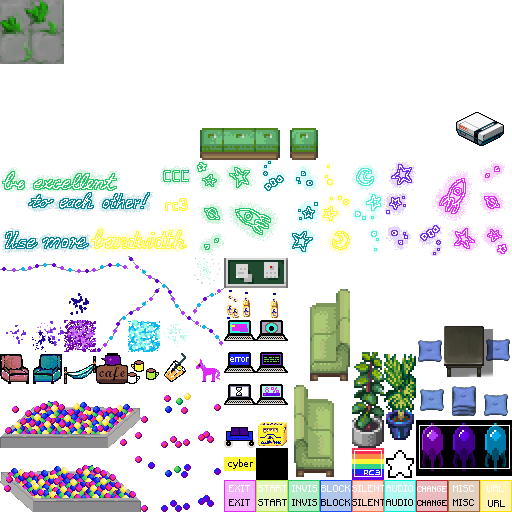 be excellent
to each other!
CCC
rc3
Use more bandwidth
error
cafe
cyber
RC3
EXIT START INVIS BLOCK SILENT AUDIO CHANGE MISC URL
EXIT START INVIS BLOCK SILENT AUDIO CHANGE MISC URL